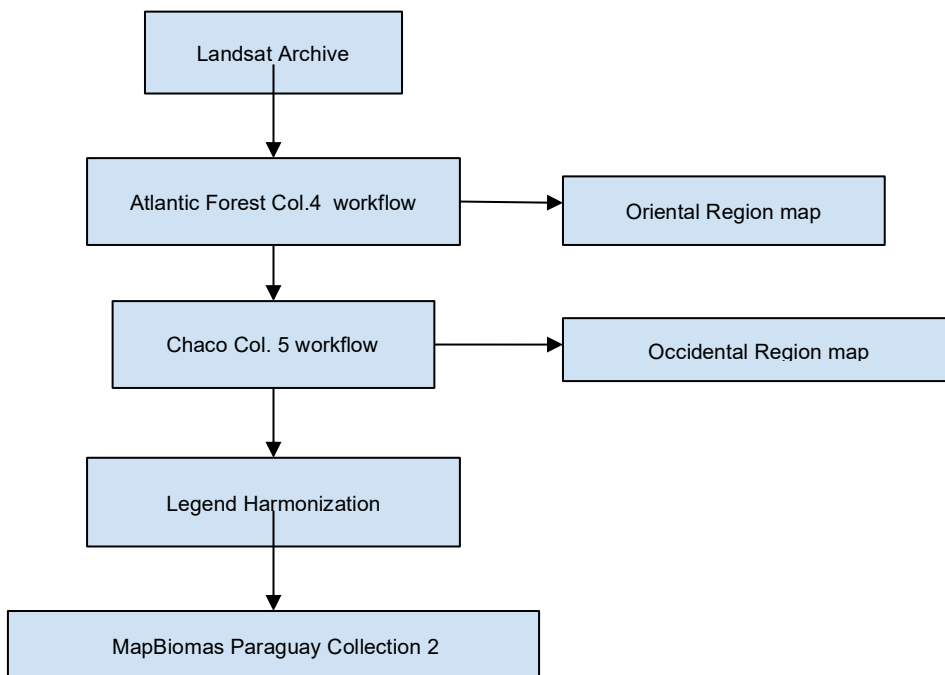 Landsat Archive
Atlantic Forest Col.4  workflow
Oriental Region map
Chaco Col. 5 workflow
Occidental Region map
Legend Harmonization
MapBiomas Paraguay Collection 2